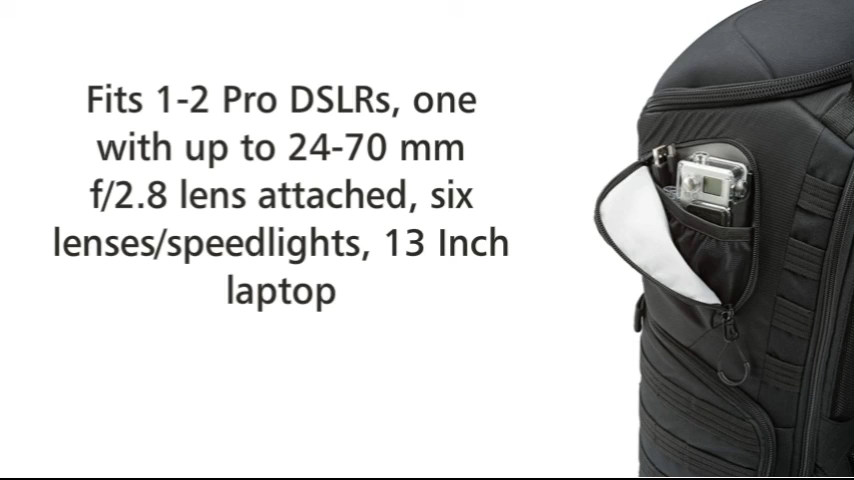 Fits 1-2 Pro DSLRs, one
with up to 24-70 mm
f/2.8 lens attached, six
lenses/speedlights, 13 Inch
laptop